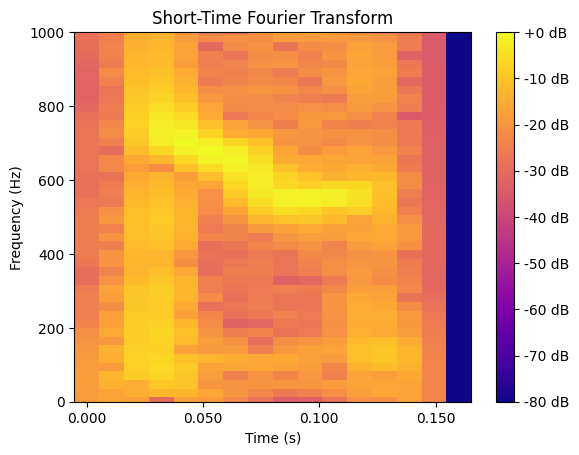 Short-Time Fourier Transform
1000
800
600
400
200
0
Frequency (Hz)
0.000
0.050
0.100
0.150
Time (s)
+0 dB
-10 dB
-20 dB
-30 dB
-40 dB
-50 dB
-60 dB
-70 dB
-80 dB